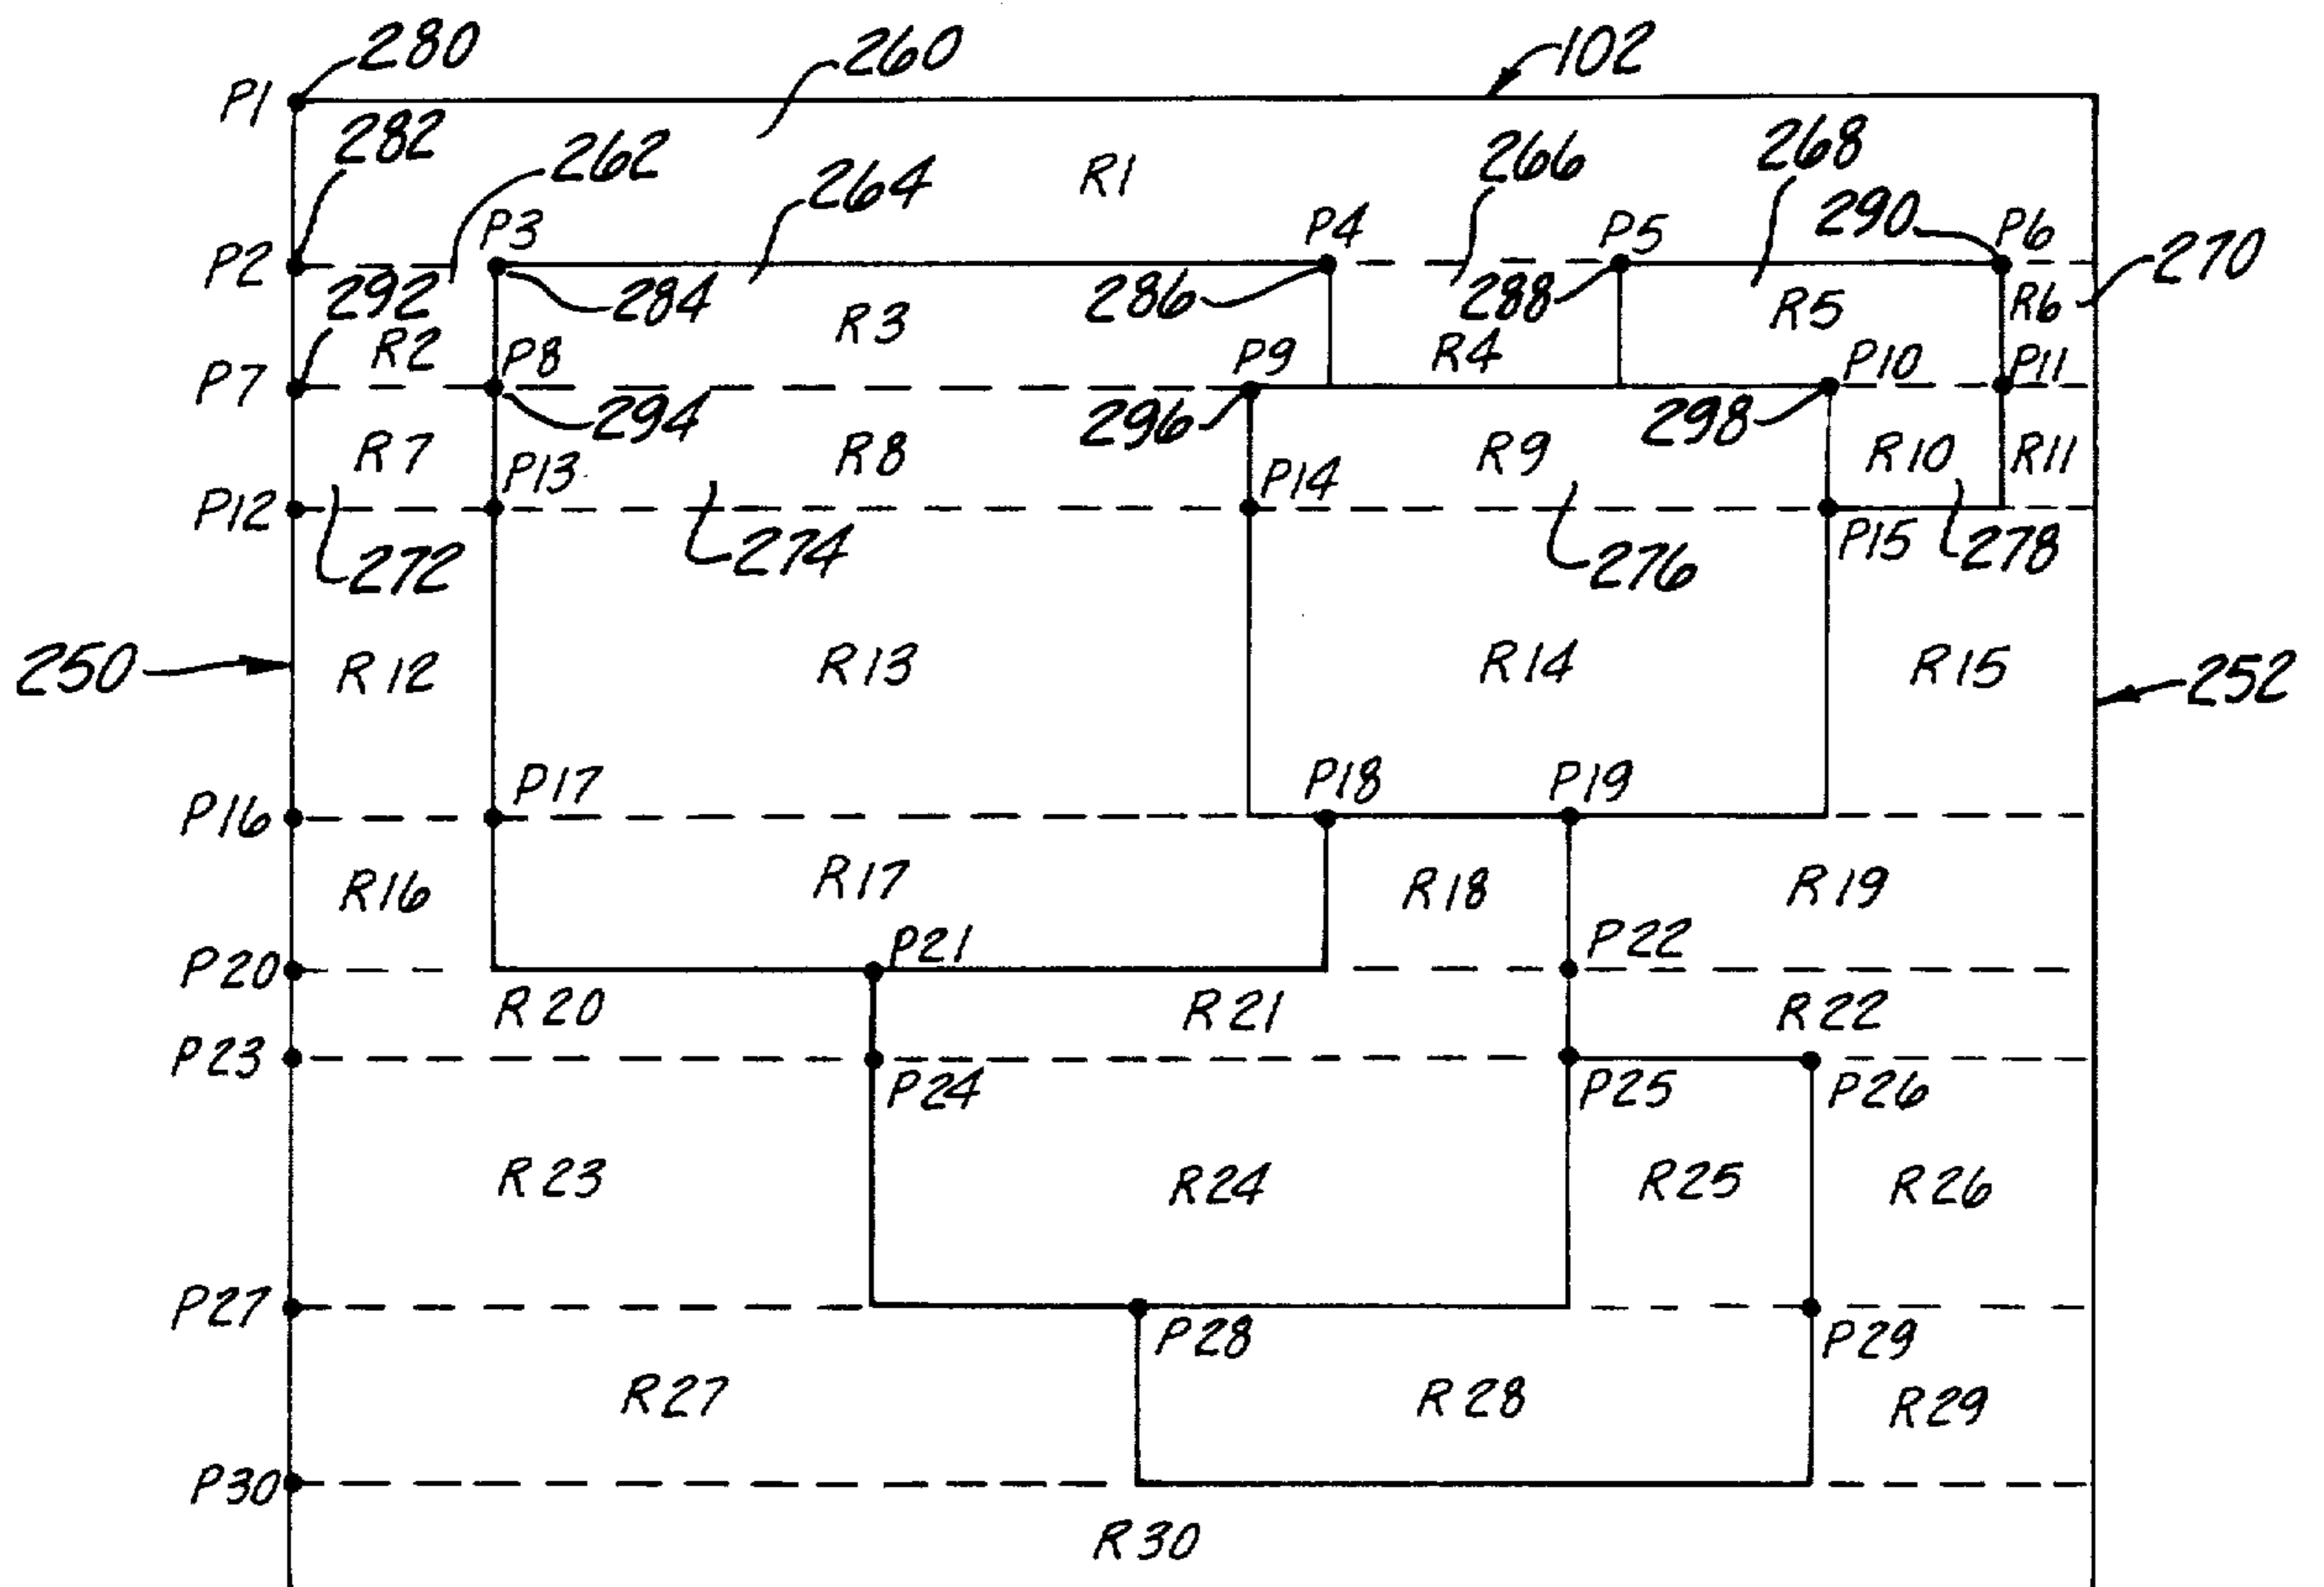 280 260 102
P1
282 262 264 R1 266 268
P3 P4 P5 290 P6
P2 270
292 284 R3 286 288 R5 R6
R2 P8 P9 R4 P10 P11
P7
294 296 298
R7 R8 R9 R10 R11
P13 P14
P12 P15
272 274 276 278
250 R12 R13 R14 R15 252
P17 P18 P19
P16
R16 R17 R18 R19
P21 P22
P20
R20 R21 R22
P23
P24 P25 P26
R23 R24 R25 R26
P27
P28 P29
R27 R28 R29
P30
R30